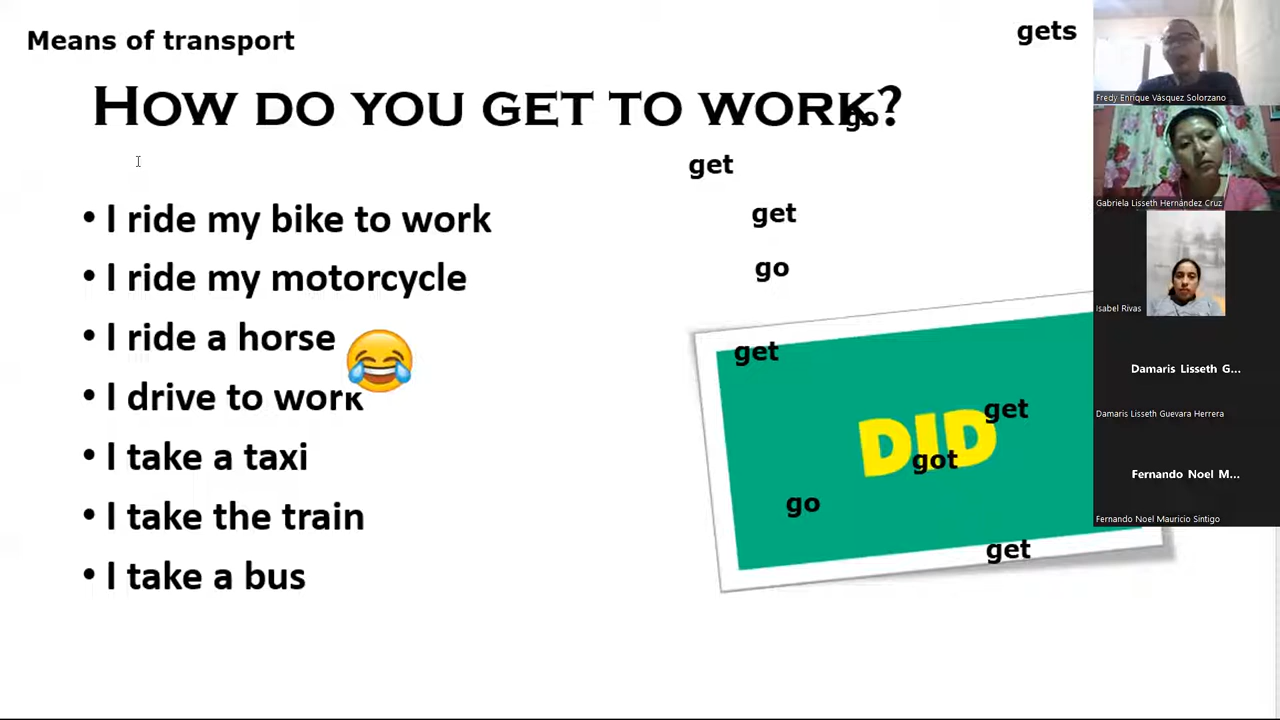 Means of transport
gets
HOW DO YOU GET TO WORK?
go
get
• I ride my bike to work
get
• I ride my motorcycle
go
• I ride a horse
get
• I drive to work
get
DID
• I take a taxi
got
• I take the train
go
• I take a bus
get
Fredy Enrique Vásquez Solorzano
Gabriela Lisseth Hernández Cruz
Isabel Rivas
Damaris Lisseth G...
Damaris Lisseth Guevara Herrera
Fernando Noel M...
Fernando Noel Mauricio Sintigo